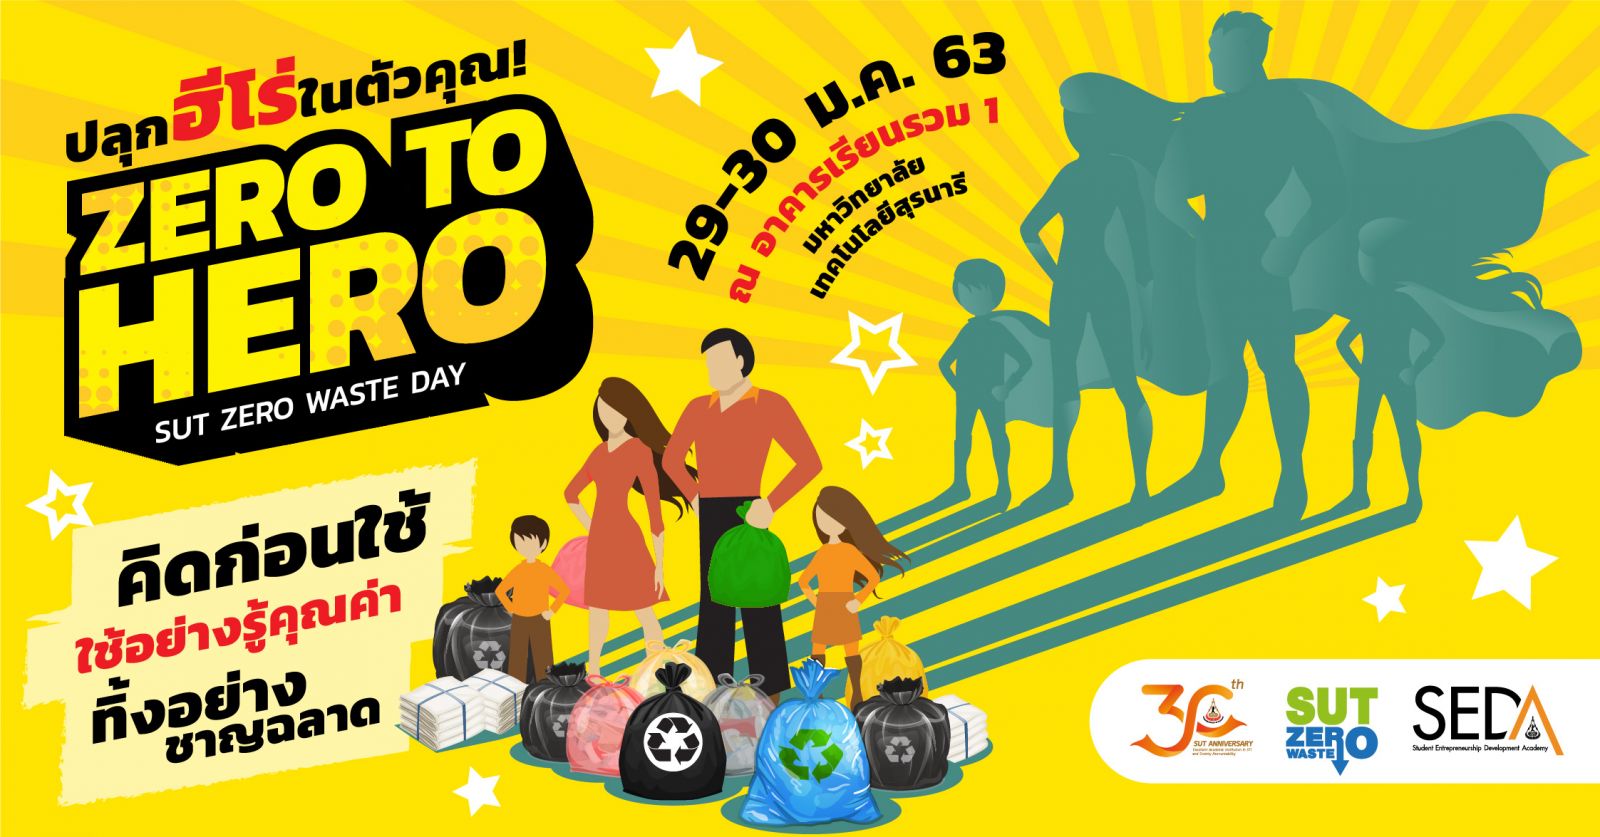 ปลุกฮีโร่ในตัวคุณ!
ZERO TO
HERO
SUT ZERO WASTE DAY
29-30 ม.ค. 63
ณ อาคารเรียนรวม 1
มหาวิทยาลัย
เทคโนโลยีสุรนารี
คิดก่อนใช้
ใช้อย่างรู้คุณค่า
ทิ้งอย่าง
ชาญฉลาด
30th
SUT ANNIVERSARY
SUT
ZERO
WASTE
SEDA
Student Entrepreneurship Development Academy